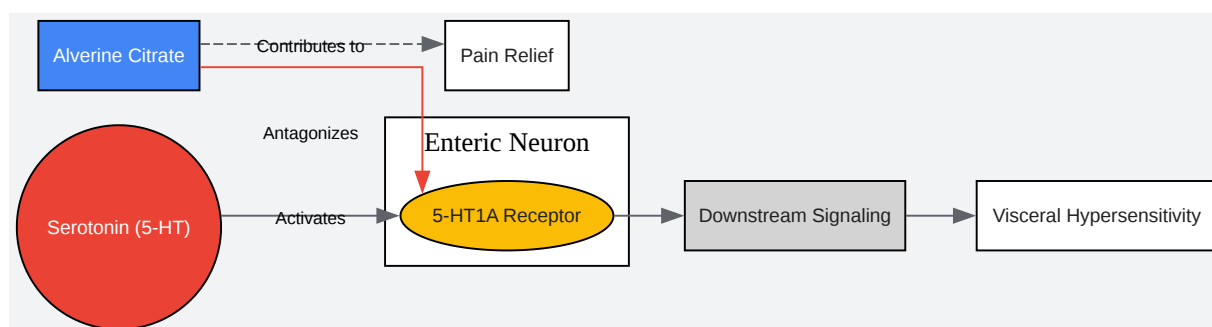 Alverine Citrate
Contributes to
Pain Relief
Antagonizes
Enteric Neuron
Serotonin (5-HT)
Activates
5-HT1A Receptor
Downstream Signaling
Visceral Hypersensitivity